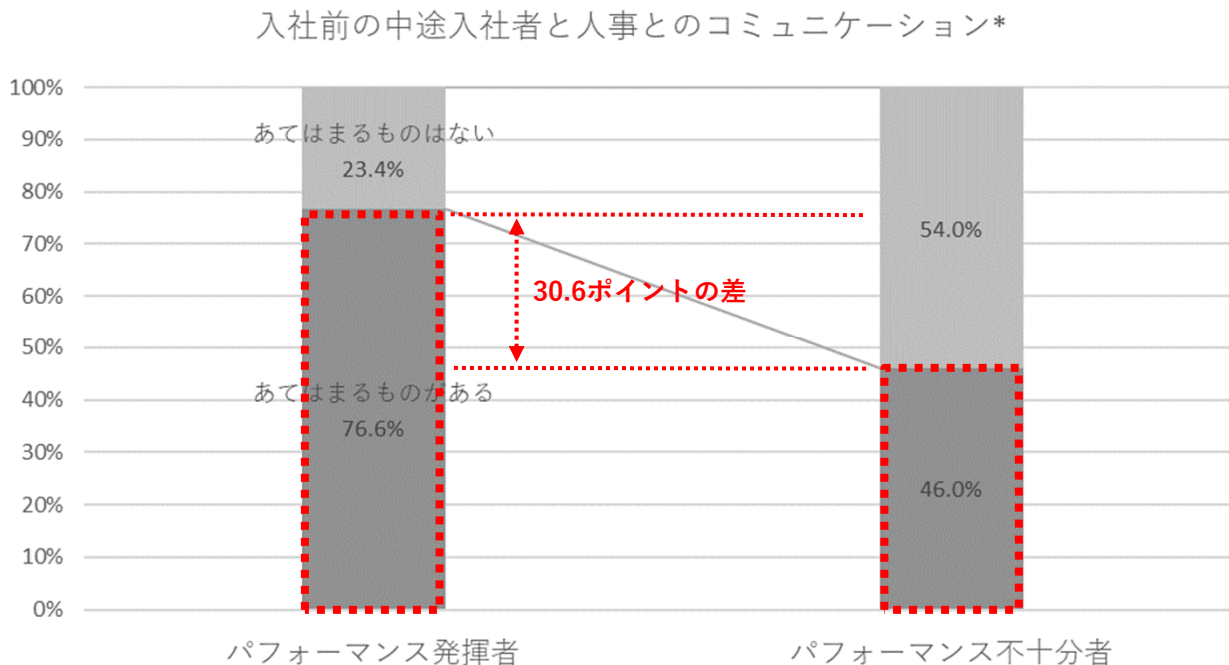 入社前の中途入社者と人事とのコミュニケーション*
100%
90%
80%
70%
60%
50%
40%
30%
20%
10%
0%
あてはまるものはない
23.4%
あてはまるものがある
76.6%
30.6ポイントの差
54.0%
46.0%
パフォーマンス発揮者
パフォーマンス不十分者